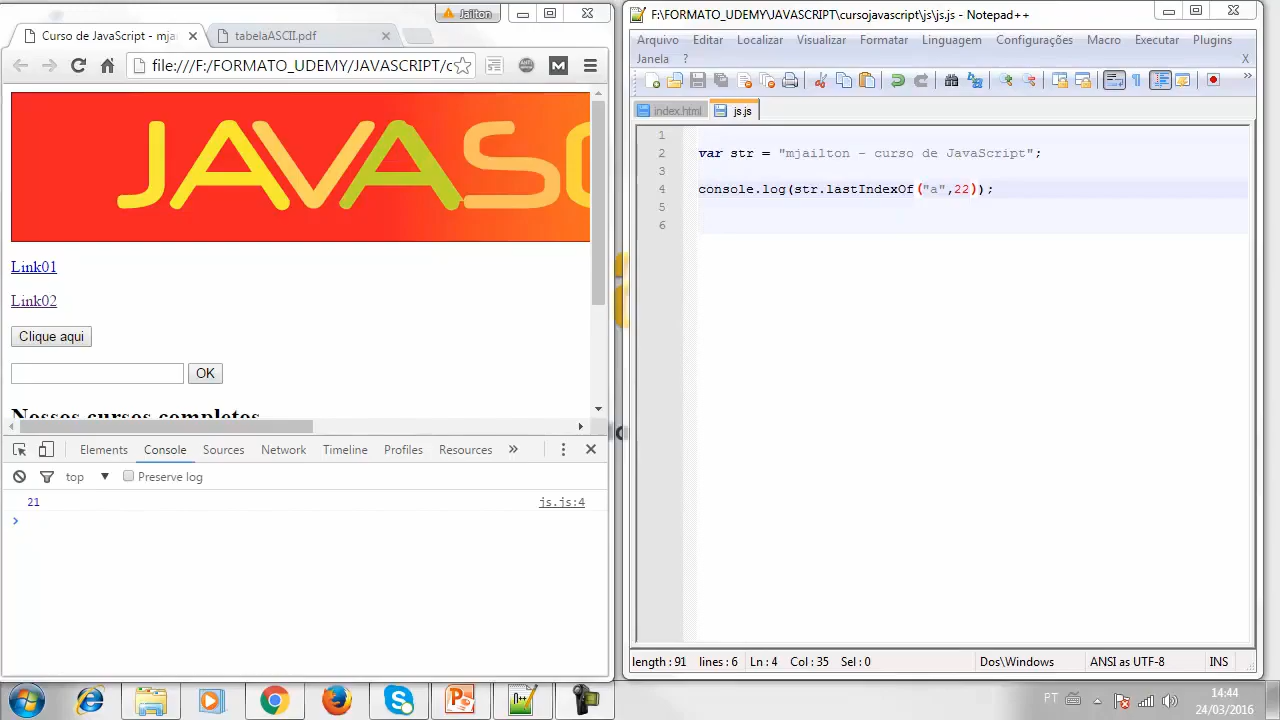 Jailton
Curso de JavaScript - mja
tabelaASCII.pdf
file:///F:/FORMATO_UDEMY/JAVASCRIPT/c
JAVASC
Link01
Link02
Clique aqui
OK
Nossos cursos completos
Elements Console Sources Network Timeline Profiles Resources »
top ▼ Preserve log
21 js.js:4
>
F:\FORMATO_UDEMY\JAVASCRIPT\cursojavascript\js\js.js - Notepad++
Arquivo Editar Localizar Visualizar Formatar Linguagem Configurações Macro Executar Plugins
Janela ? X
index.html js.js
1
2 var str = "mjailton - curso de JavaScript";
3
4 console.log(str.lastIndexOf("a",22));
5
6
length : 91 lines : 6 Ln : 4 Col : 35 Sel : 0 Dos\Windows ANSI as UTF-8 INS
PT 14:44
24/03/2016